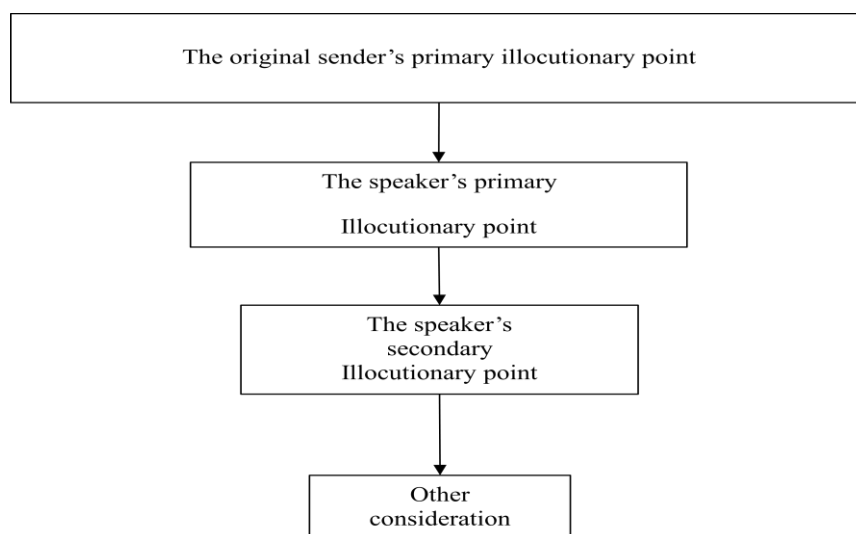 The original sender’s primary illocutionary point
The speaker’s primary
Illocutionary point
The speaker’s
secondary
Illocutionary point
Other
consideration